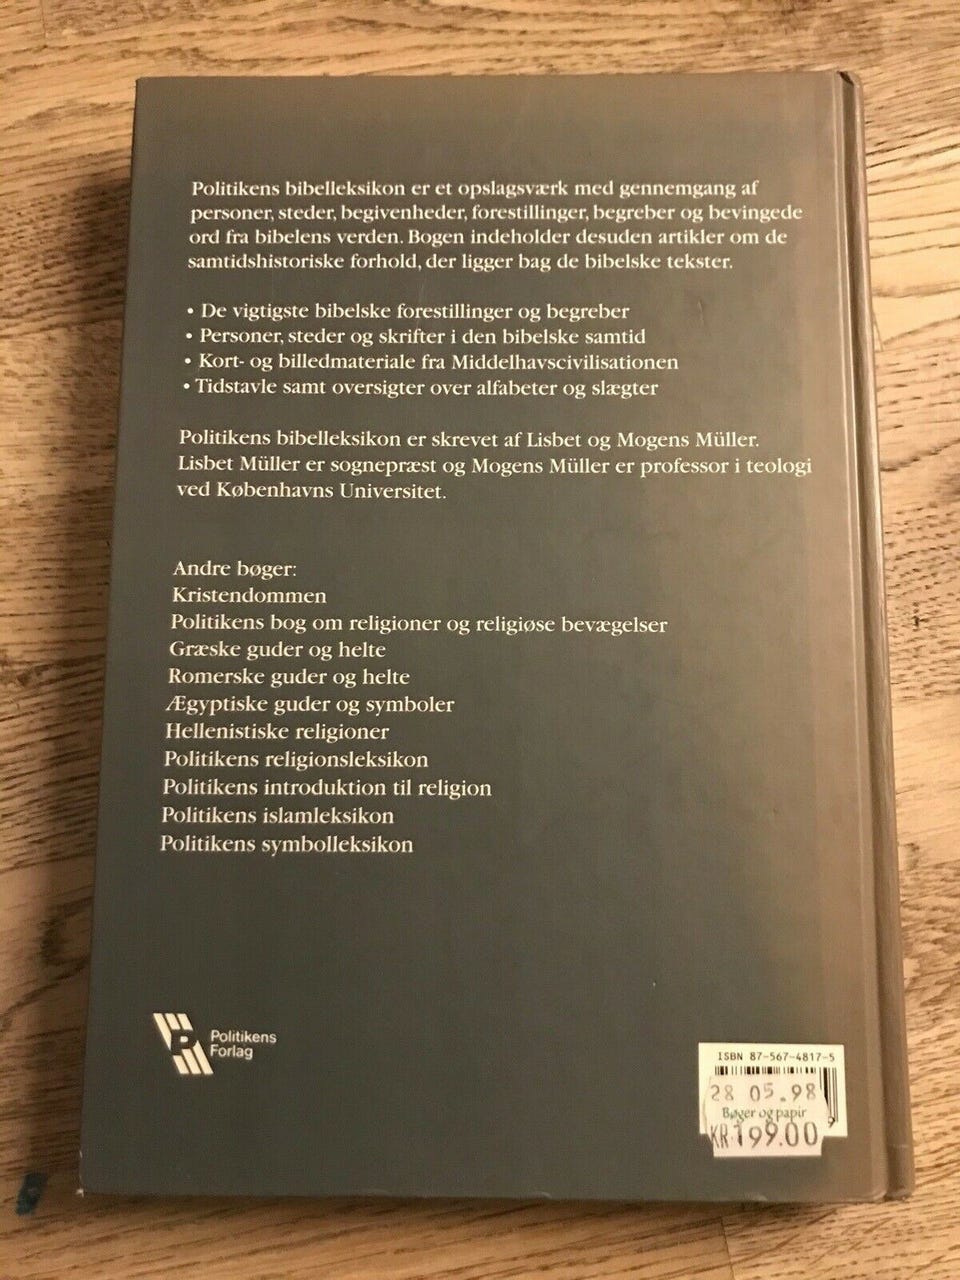 Politikens bibelleksikon er et opslagsværk med gennemgang af
personer, steder, begivenheder, forestillinger, begreber og bevingede
ord fra bibelens verden. Bogen indeholder desuden artikler om de
samtidshistoriske forhold, der ligger bag de bibelske tekster.
• De vigtigste bibelske forestillinger og begreber
• Personer, steder og skrifter i den bibelske samtid
• Kort- og billedmateriale fra Middelhavscivilisationen
• Tidstavle samt oversigter over alfabeter og slægter
Politikens bibelleksikon er skrevet af Lisbet og Mogens Müller.
Lisbet Müller er sognepræst og Mogens Müller er professor i teologi
ved Københavns Universitet.
Andre bøger:
Kristendommen
Politikens bog om religioner og religiøse bevægelser
Græske guder og helte
Romerske guder og helte
Ægyptiske guder og symboler
Hellenistiske religioner
Politikens religionsleksikon
Politikens introduktion til religion
Politikens islamleksikon
Politikens symbolleksikon
P
Politikens
Forlag
ISBN 87-567-4817-5
28 05.98
Bøger og papir
9
KR.199.00